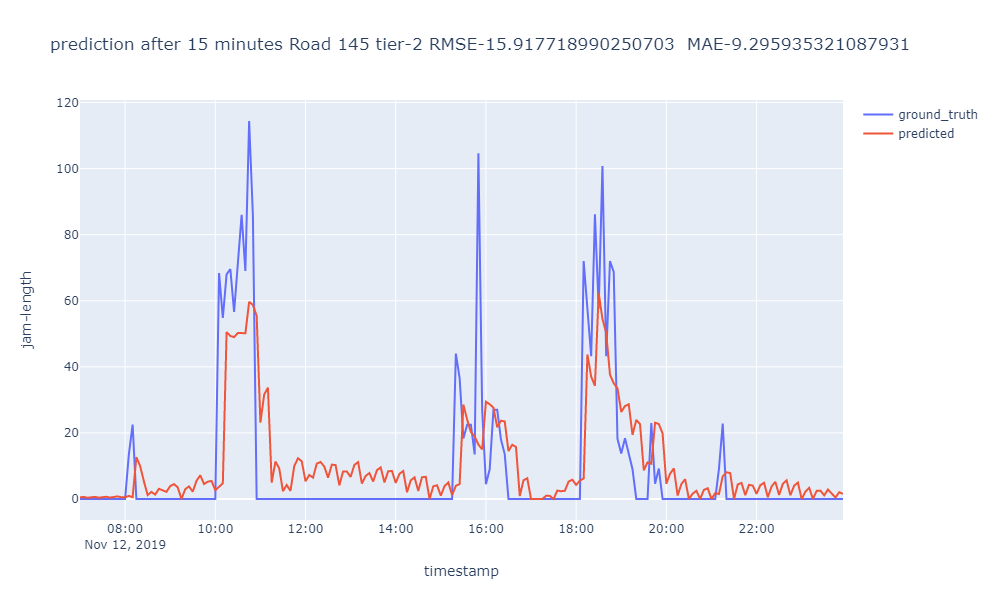 prediction after 15 minutes Road 145 tier-2 RMSE-15.917718990250703  MAE-9.295935321087931
ground_truth
predicted
jam-length
120
100
80
60
40
20
0
08:00
10:00
12:00
14:00
16:00
18:00
20:00
22:00
Nov 12, 2019
timestamp